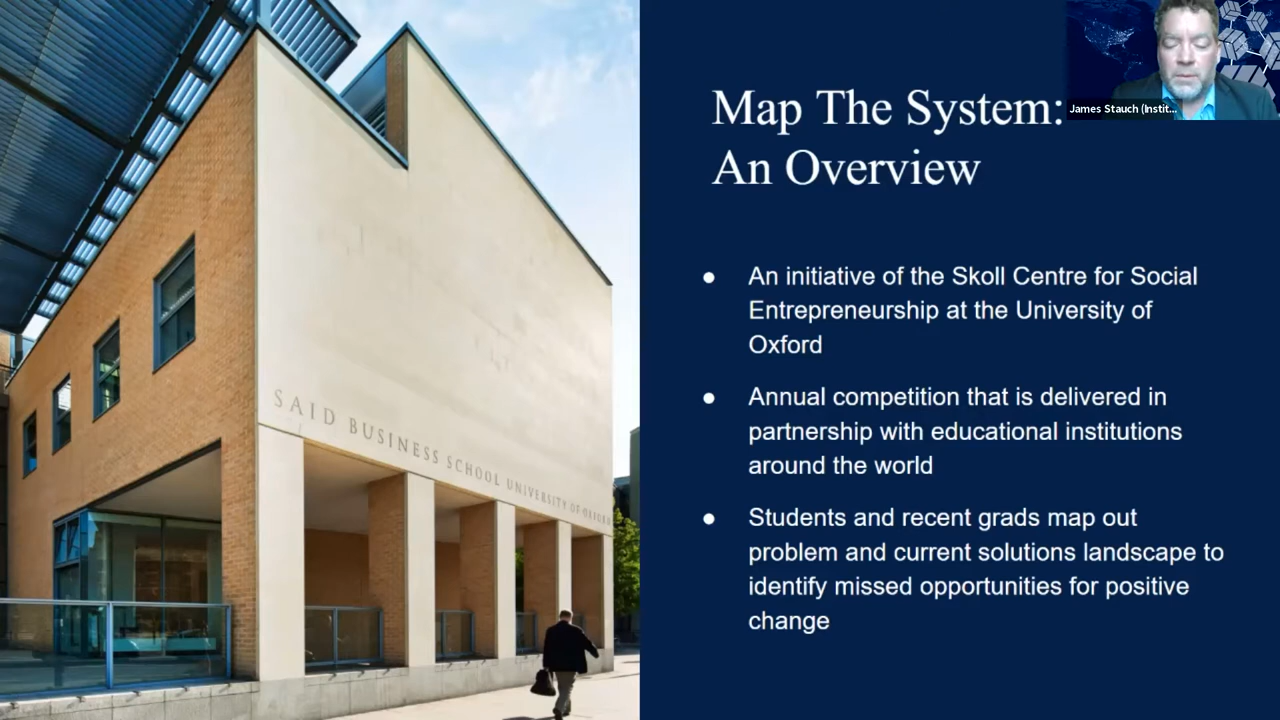 Map The System:
An Overview
James Stauch (Instit...
● An initiative of the Skoll Centre for Social
Entrepreneurship at the University of
Oxford
● Annual competition that is delivered in
partnership with educational institutions
around the world
● Students and recent grads map out
problem and current solutions landscape to
identify missed opportunities for positive
change
SAID BUSINESS SCHOOL UNIVERSITY OF OXFORD